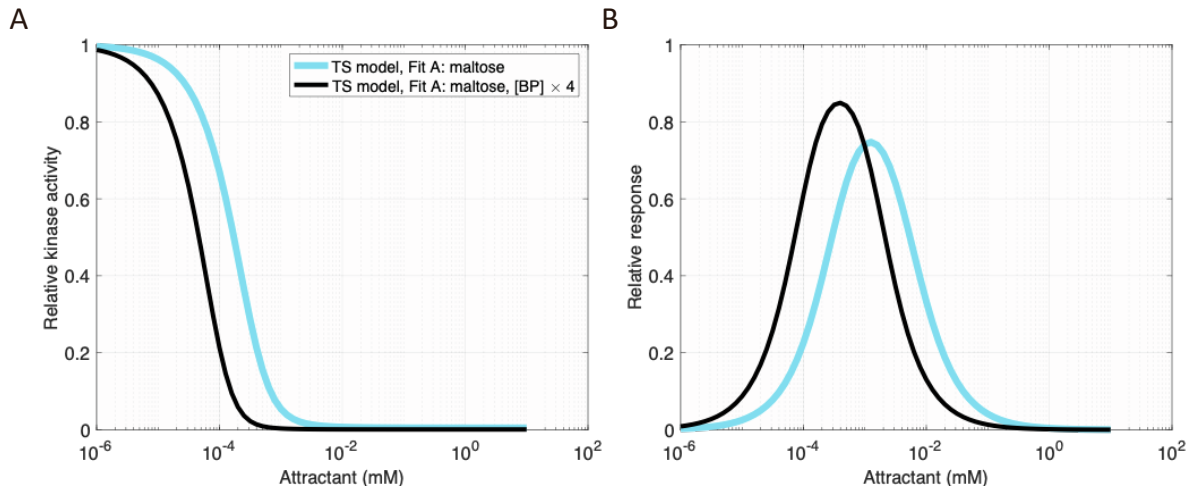 A
B
1
0.8
0.6
0.4
0.2
0
Relative kinase activity
TS model, Fit A: maltose
TS model, Fit A: maltose, [BP] × 4
10^-6
10^-4
10^-2
10^0
10^2
Attractant (mM)
1
0.8
0.6
0.4
0.2
0
Relative response
10^-6
10^-4
10^-2
10^0
10^2
Attractant (mM)